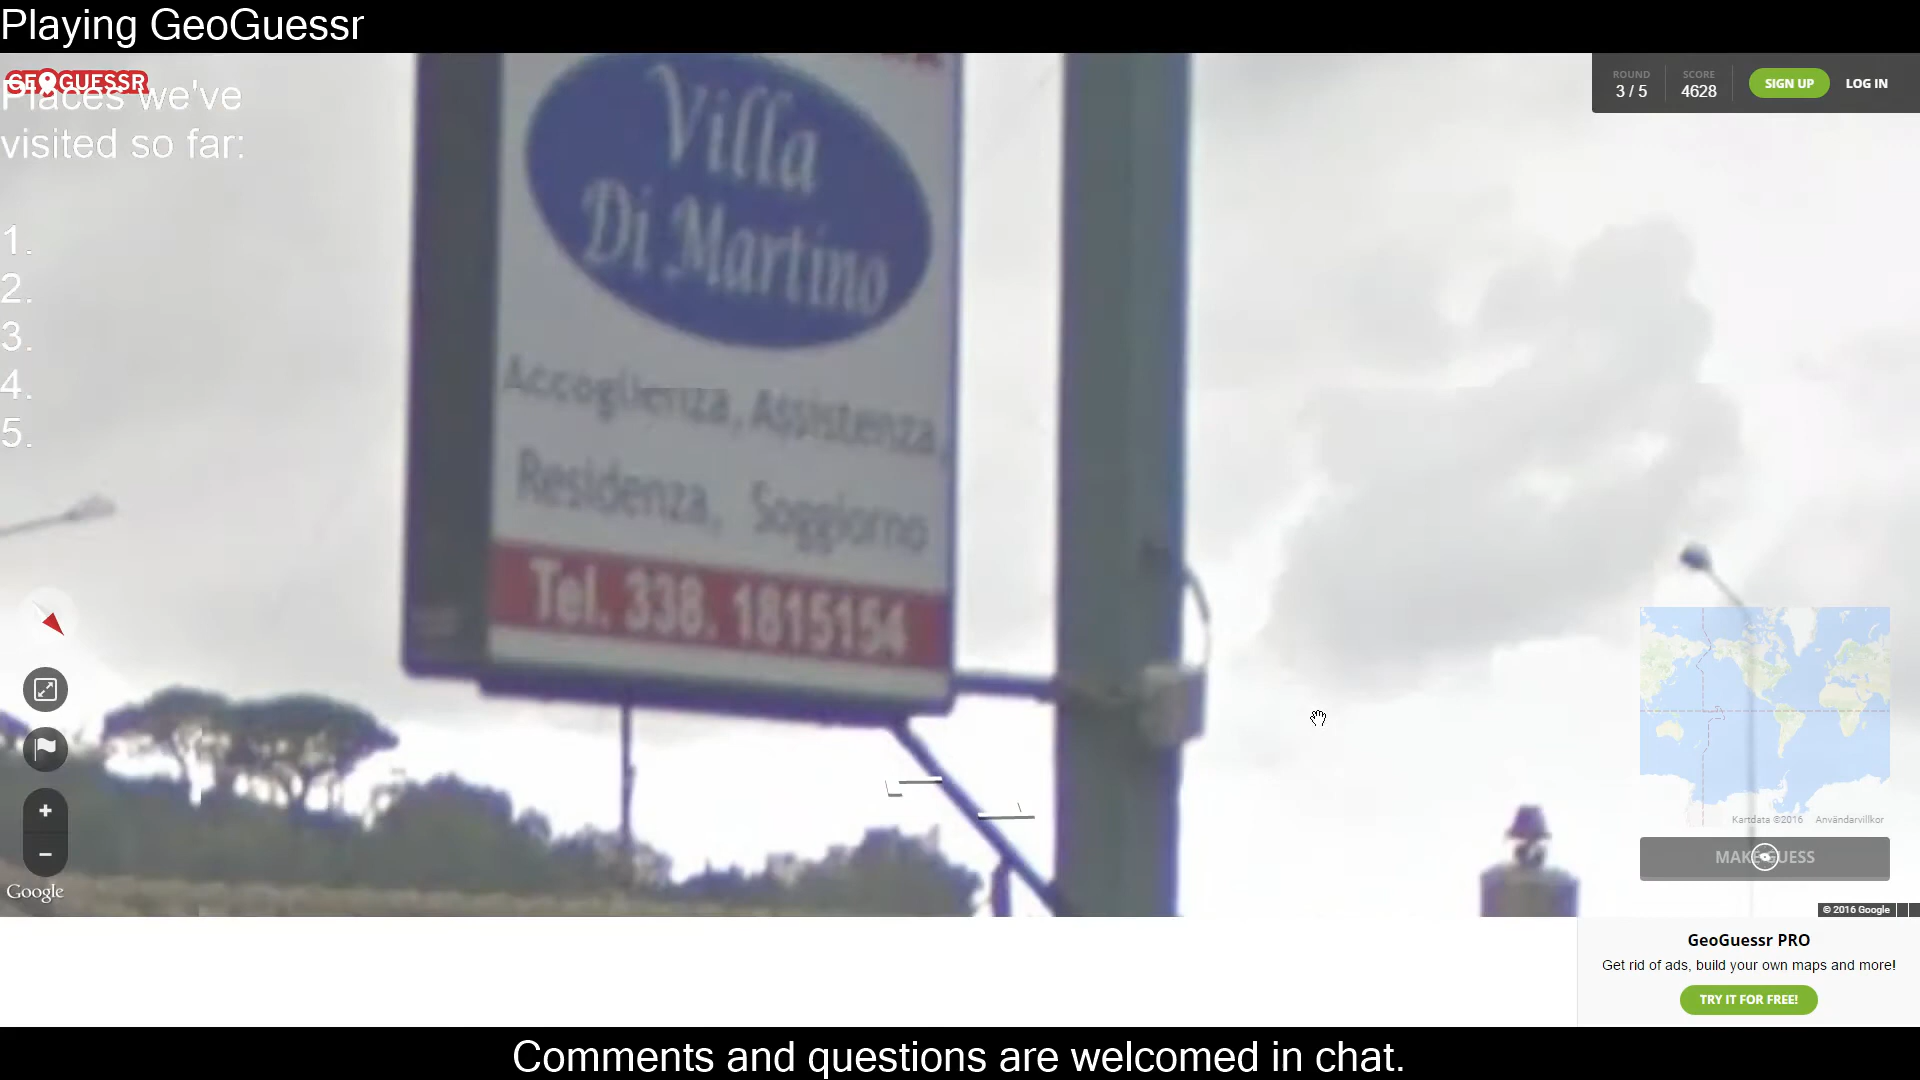 Playing GeoGuessr
GEOGUESSR
Places we've
visited so far:
1.
2.
3.
4.
5.
Villa
Di Martino
Accoglienza, Assistenza,
Residenza, Soggiorno
Tel. 338. 1815154
ROUND
3 / 5
SCORE
4628
SIGN UP
LOG IN
Kartdata ©2016 Användarvillkor
MAKE GUESS
Google
© 2016 Google
GeoGuessr PRO
Get rid of ads, build your own maps and more!
TRY IT FOR FREE!
Comments and questions are welcomed in chat.